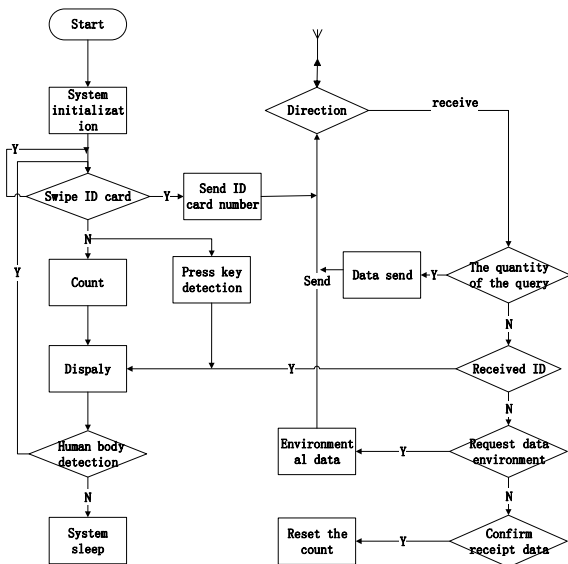 Start
System
initializat
ion
Y
Swipe ID card
Y
Send ID
card number
N
Y
Count
Press key
detection
Dispaly
Human body
detection
N
System
sleep
Direction
receive
Send
Data send
Y
The quantity
of the query
N
Y
Received ID
N
Environment
al data
Y
Request data
environment
N
Reset the
count
Y
Confirm
receipt data